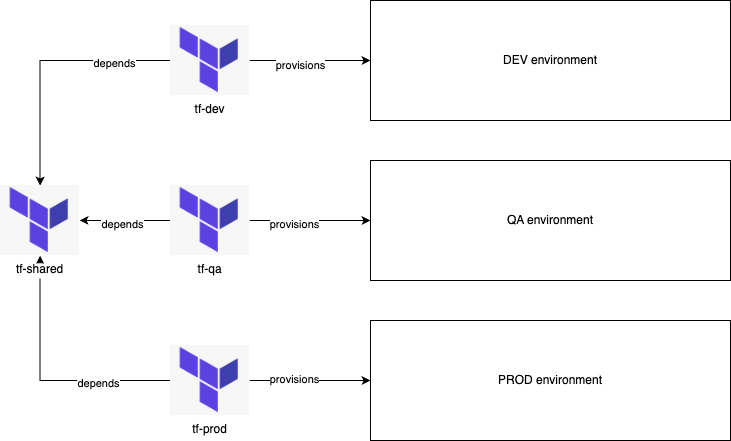 depends
provisions
DEV environment
tf-dev
depends
provisions
QA environment
tf-shared
tf-qa
depends
provisions
PROD environment
tf-prod